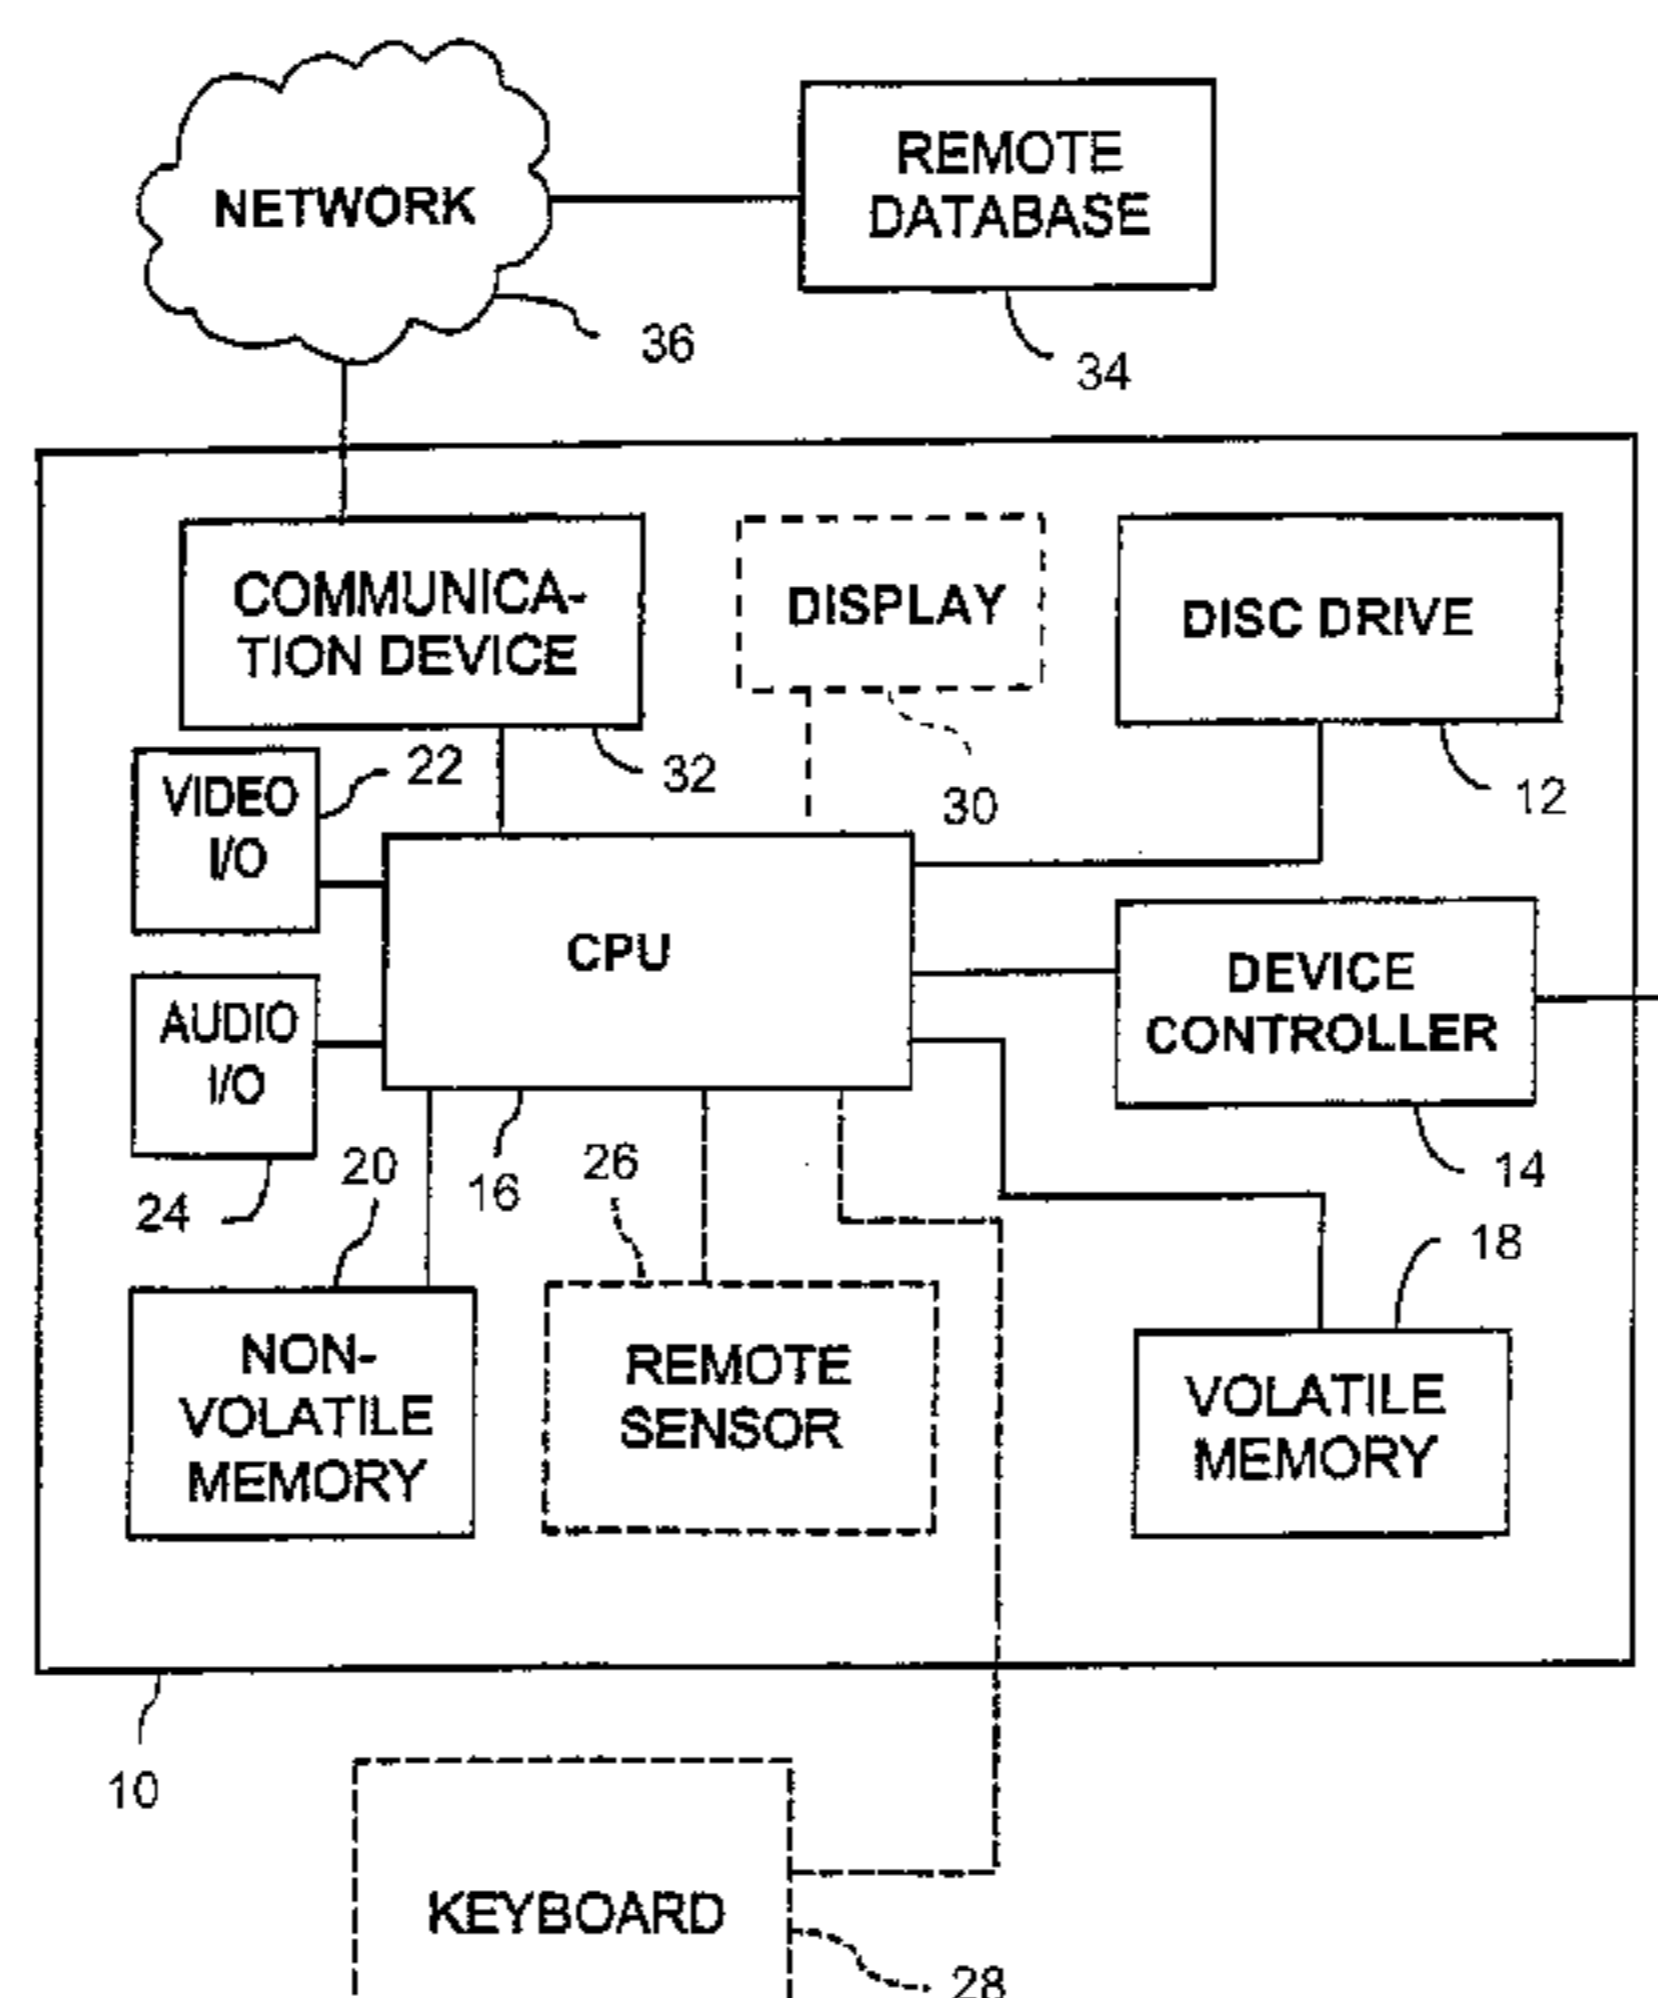 NETWORK
REMOTE
DATABASE
36
34
COMMUNICA-
TION DEVICE
DISPLAY
DISC DRIVE
22
32
30
12
VIDEO
I/O
CPU
DEVICE
CONTROLLER
AUDIO
I/O
24
20
16
26
14
18
NON-
VOLATILE
MEMORY
REMOTE
SENSOR
VOLATILE
MEMORY
10
KEYBOARD
28